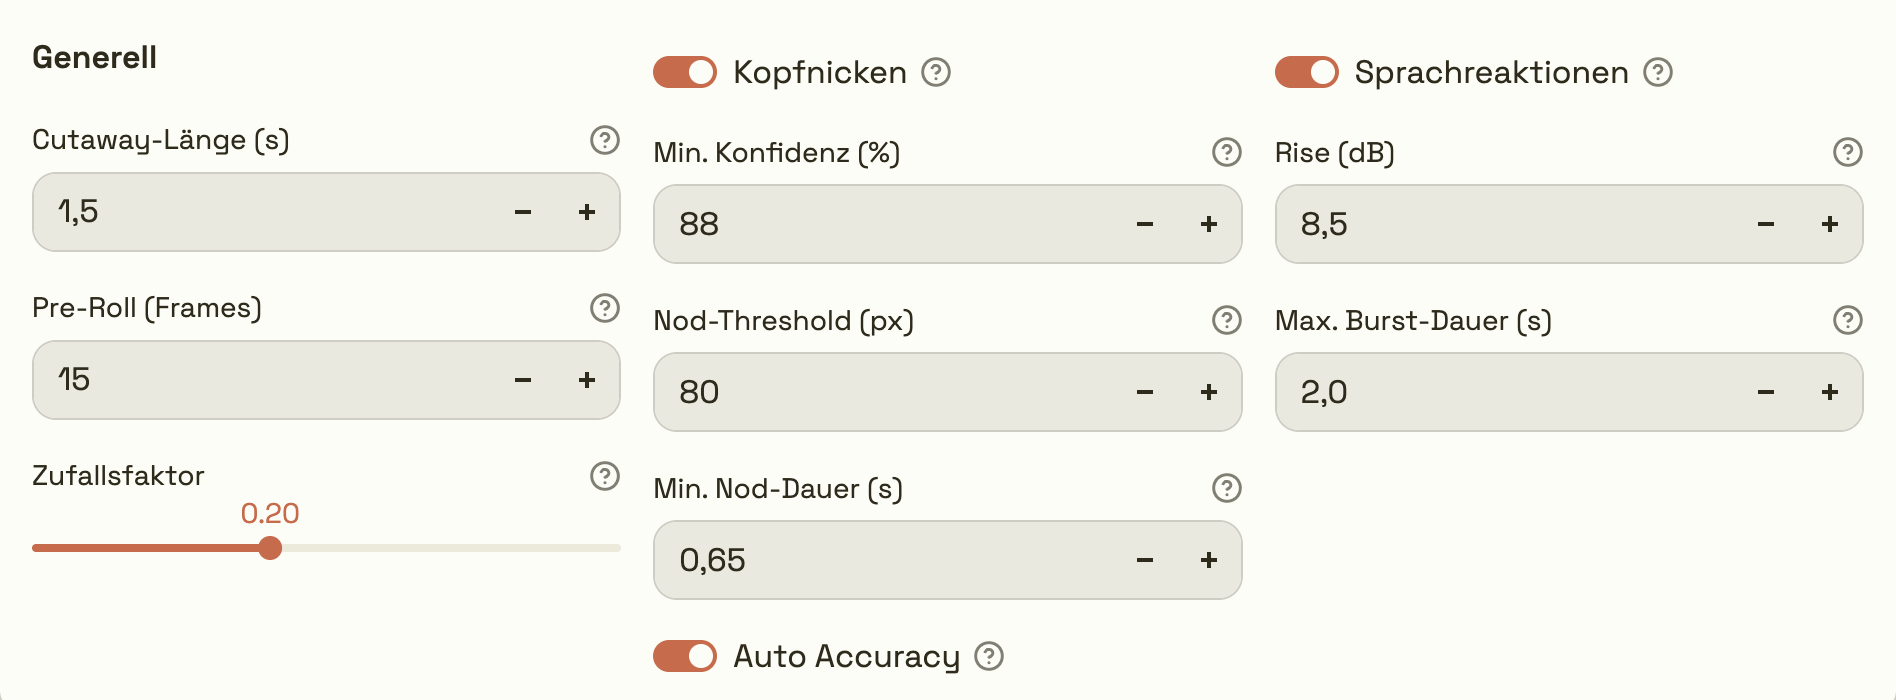 Generell
Cutaway-Länge (s)
1,5
Pre-Roll (Frames)
15
Zufallsfaktor
0.20
Kopfnicken
Min. Konfidenz (%)
88
Nod-Threshold (px)
80
Min. Nod-Dauer (s)
0,65
Auto Accuracy
Sprachreaktionen
Rise (dB)
8,5
Max. Burst-Dauer (s)
2,0